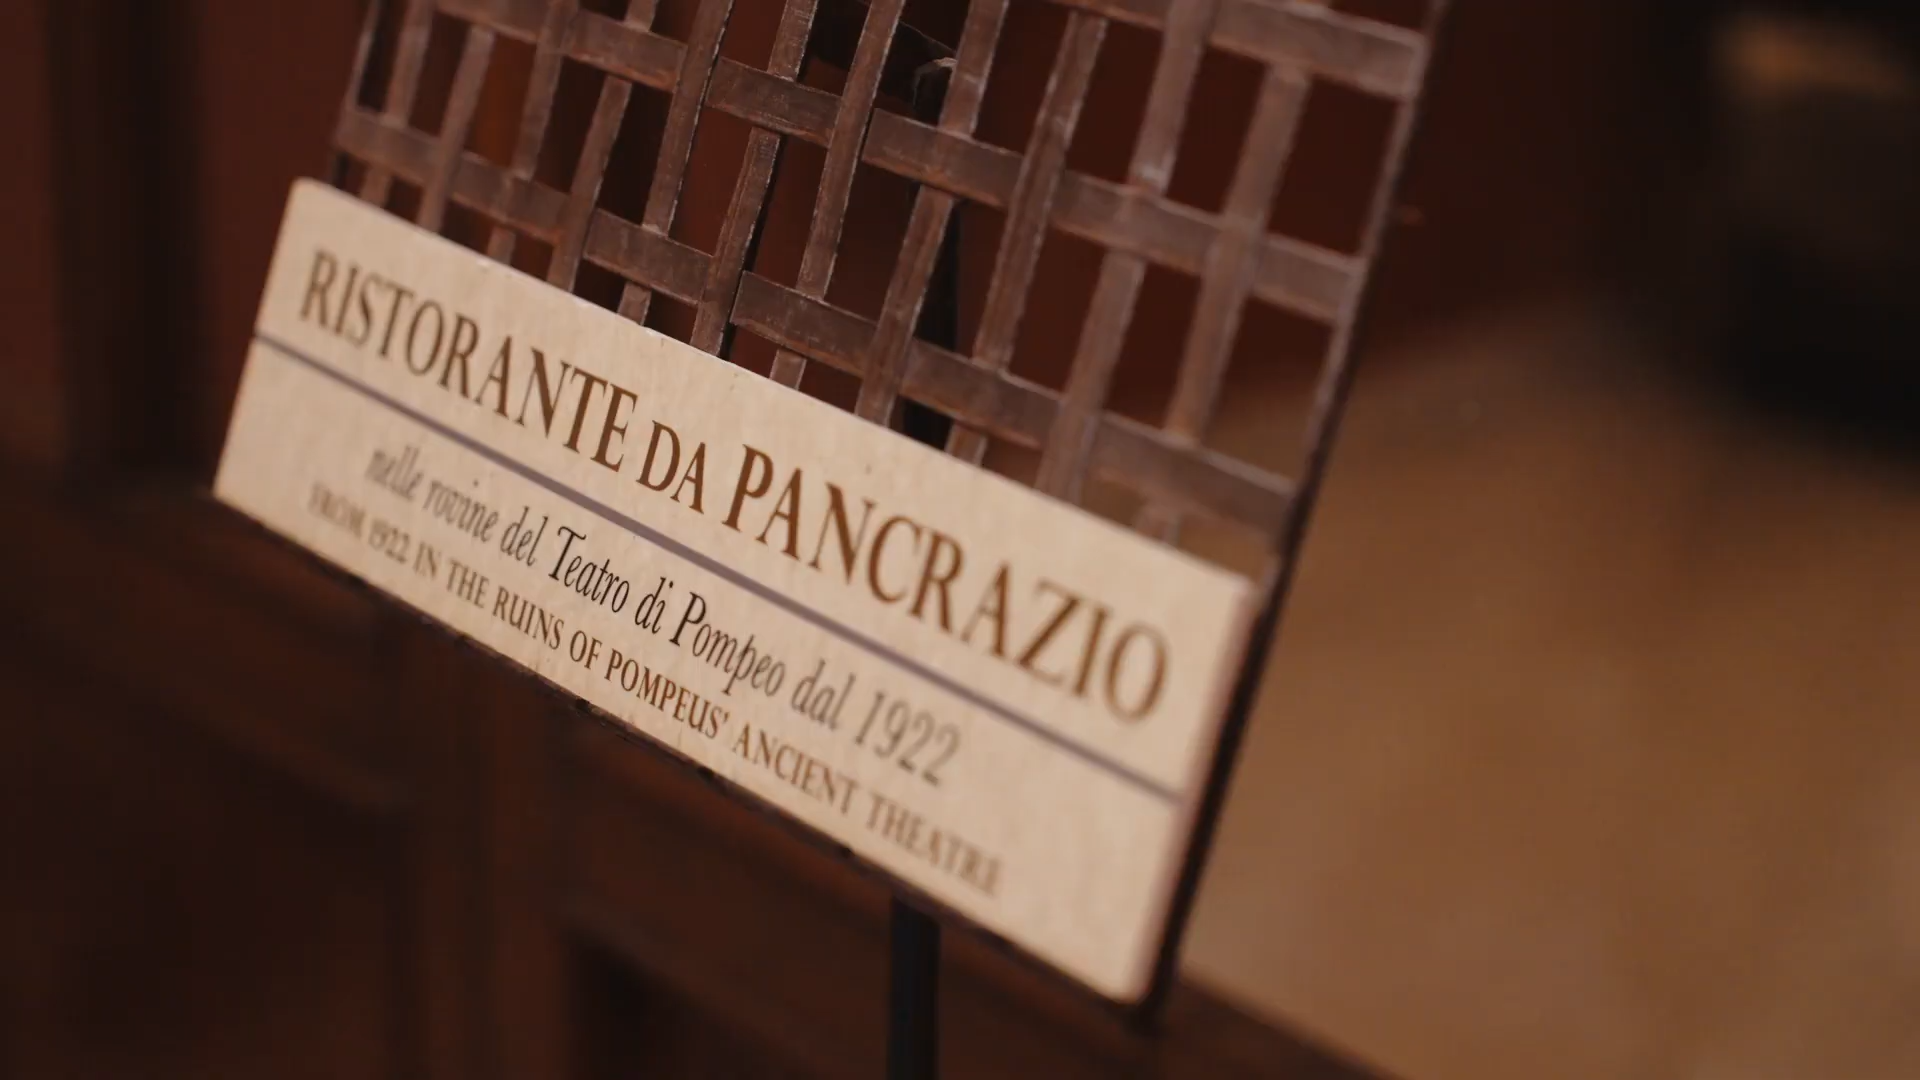 RISTORANTE DA PANCRAZIO
nelle rovine del Teatro di Pompeo dal 1922
FROM 1922 IN THE RUINS OF POMPEUS' ANCIENT THEATRE